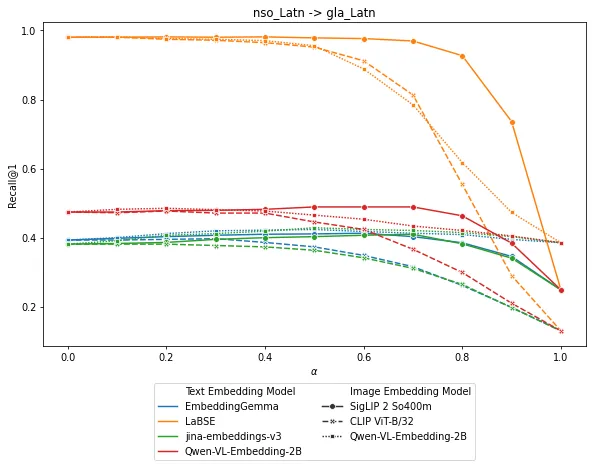 nso_Latn -> gla_Latn
Recall@1
1.0
0.8
0.6
0.4
0.2
0.0 0.2 0.4 0.6 0.8 1.0
α
Text Embedding Model Image Embedding Model
EmbeddingGemma SigLIP 2 So400m
LaBSE CLIP ViT-B/32
jina-embeddings-v3 Qwen-VL-Embedding-2B
Qwen-VL-Embedding-2B